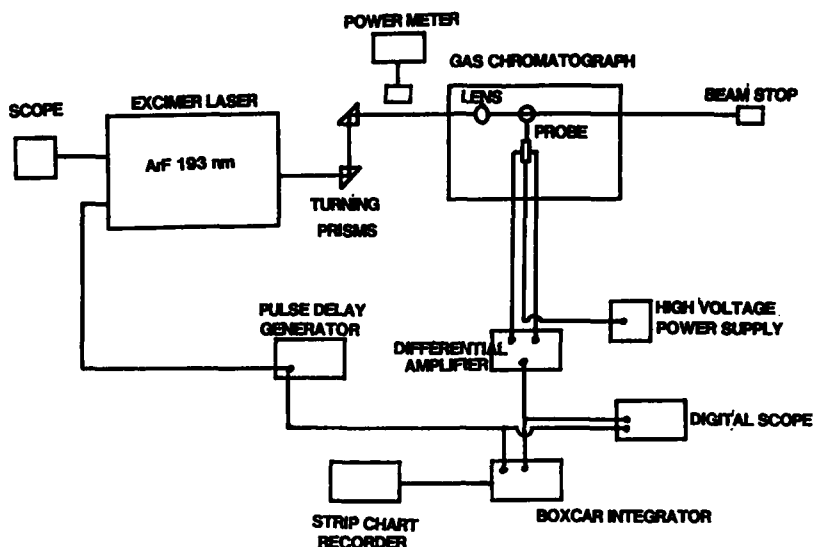 POWER METER
GAS CHROMATOGRAPH
SCOPE
EXCIMER LASER
LENS
BEAM STOP
PROBE
ArF 193 nm
TURNING
PRISMS
PULSE DELAY
GENERATOR
HIGH VOLTAGE
POWER SUPPLY
DIFFERENTIAL
AMPLIFIER
DIGITAL SCOPE
STRIP CHART
RECORDER
BOXCAR INTEGRATOR